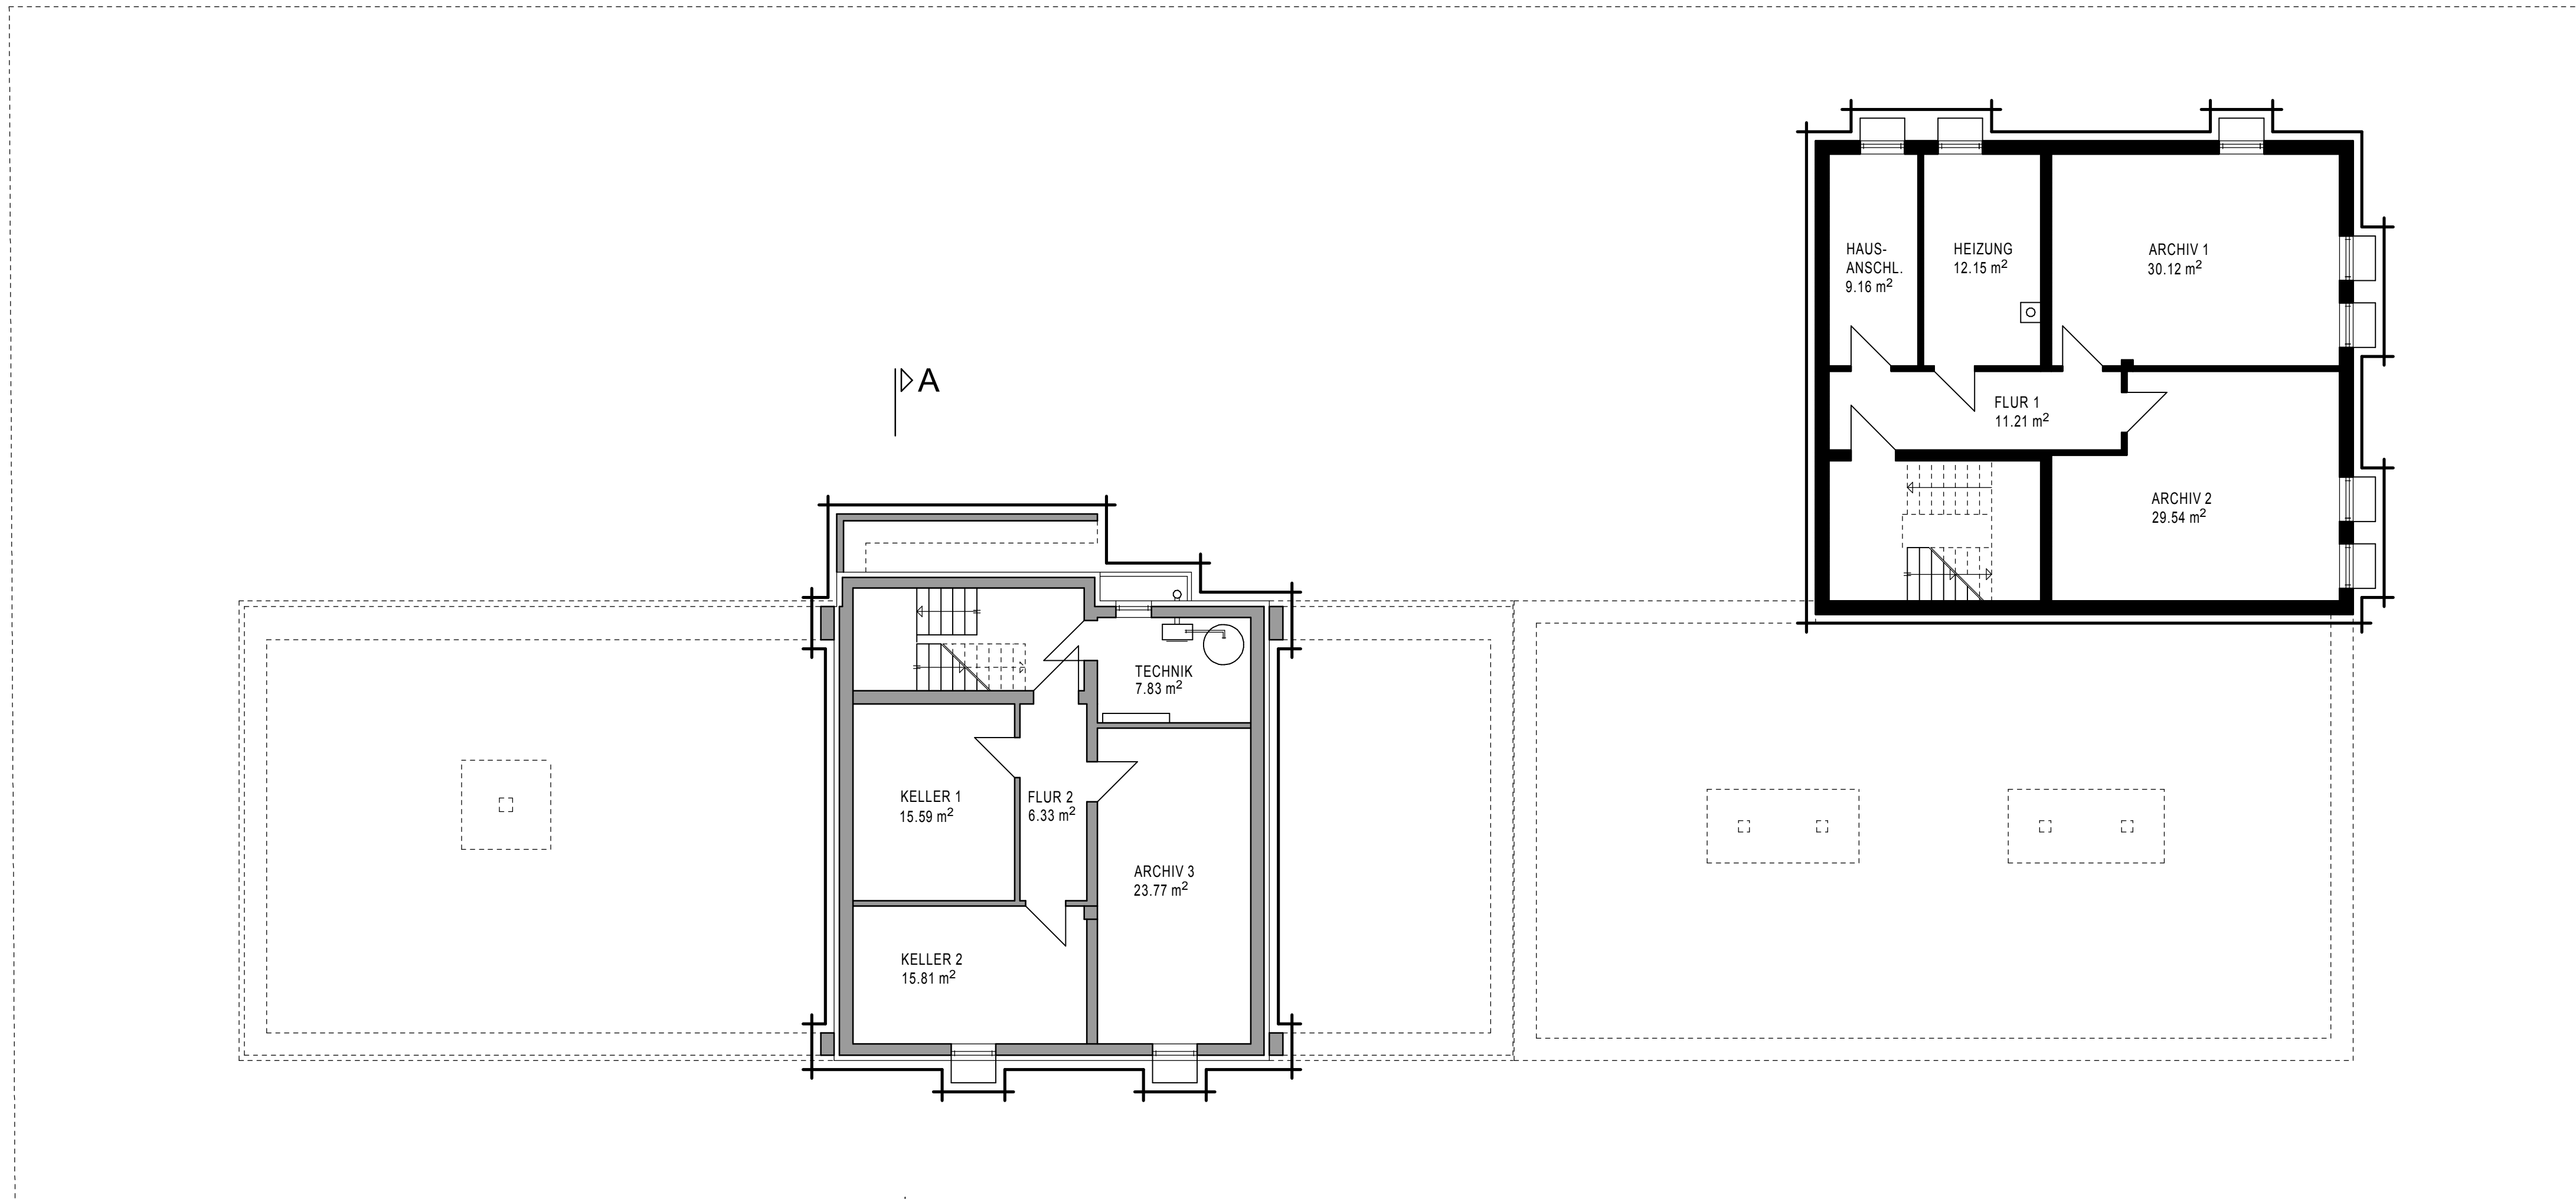 HAUS-
ANSCHL.
9.16 m²
HEIZUNG
12.15 m²
ARCHIV 1
30.12 m²
A
FLUR 1
11.21 m²
ARCHIV 2
29.54 m²
TECHNIK
7.83 m²
KELLER 1
15.59 m²
FLUR 2
6.33 m²
ARCHIV 3
23.77 m²
KELLER 2
15.81 m²